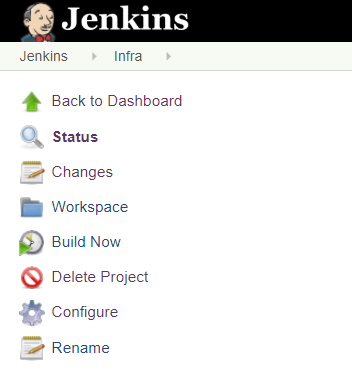 Jenkins
Jenkins Infra
Back to Dashboard
Status
Changes
Workspace
Build Now
Delete Project
Configure
Rename